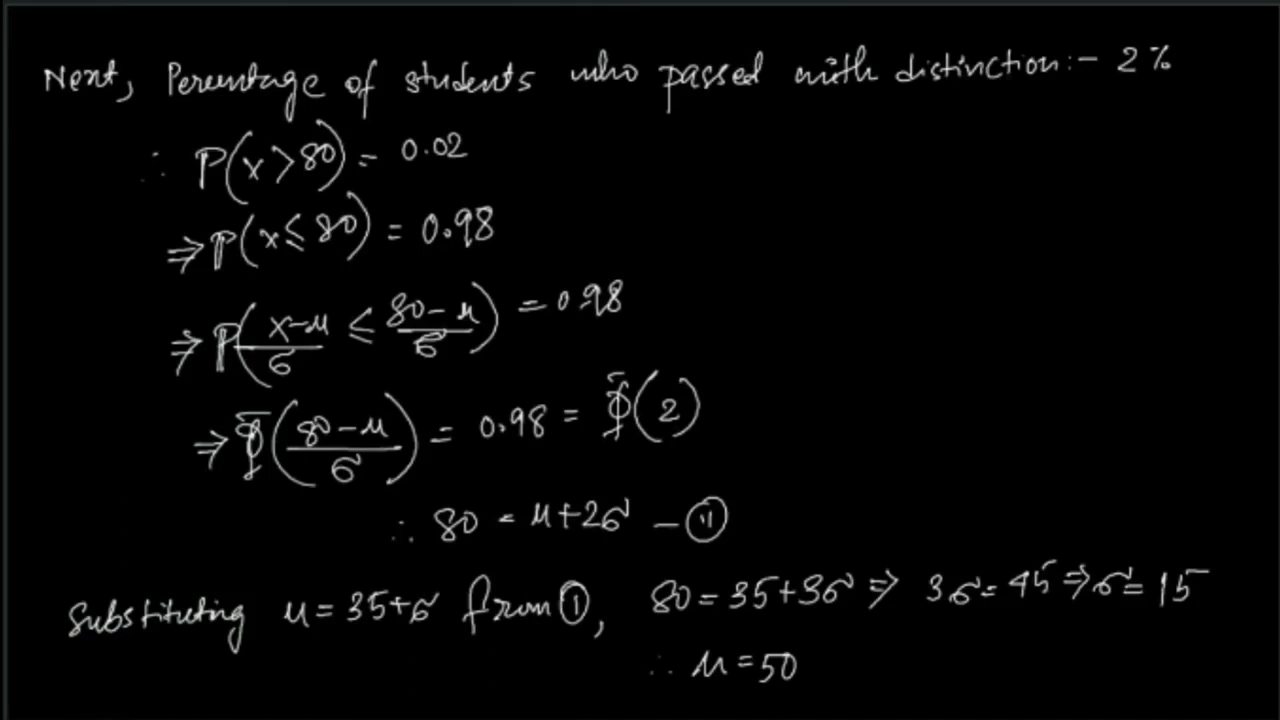 Next, Percentage of students who passed with distinction:- 2%
∴ P(x>80) = 0.02
⇒ P(x≤80) = 0.98
⇒ P((x-μ)/σ ≤ (80-μ)/σ) = 0.98
⇒ Φ((80-μ)/σ) = 0.98 = Φ(2)
∴ 80 = μ+2σ - (ii)
Substituting μ = 35+σ from (1), 80 = 35+3σ ⇒ 3σ = 45 ⇒ σ = 15
∴ μ = 50